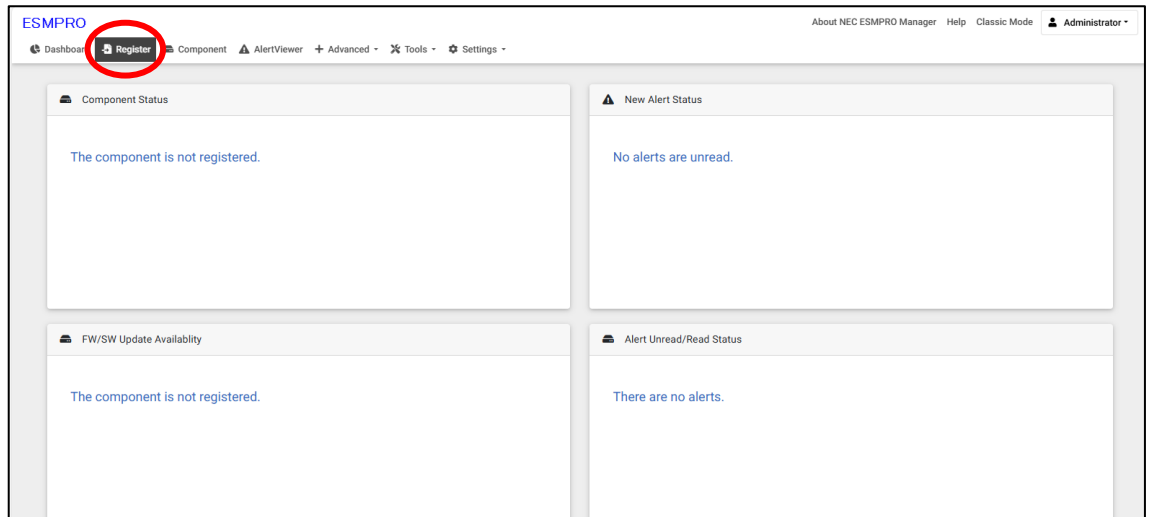 ESMPRO
About NEC ESMPRO Manager Help Classic Mode Administrator
Dashboard Register Component AlertViewer Advanced Tools Settings
Component Status
New Alert Status
The component is not registered.
No alerts are unread.
FW/SW Update Availablity
Alert Unread/Read Status
The component is not registered.
There are no alerts.